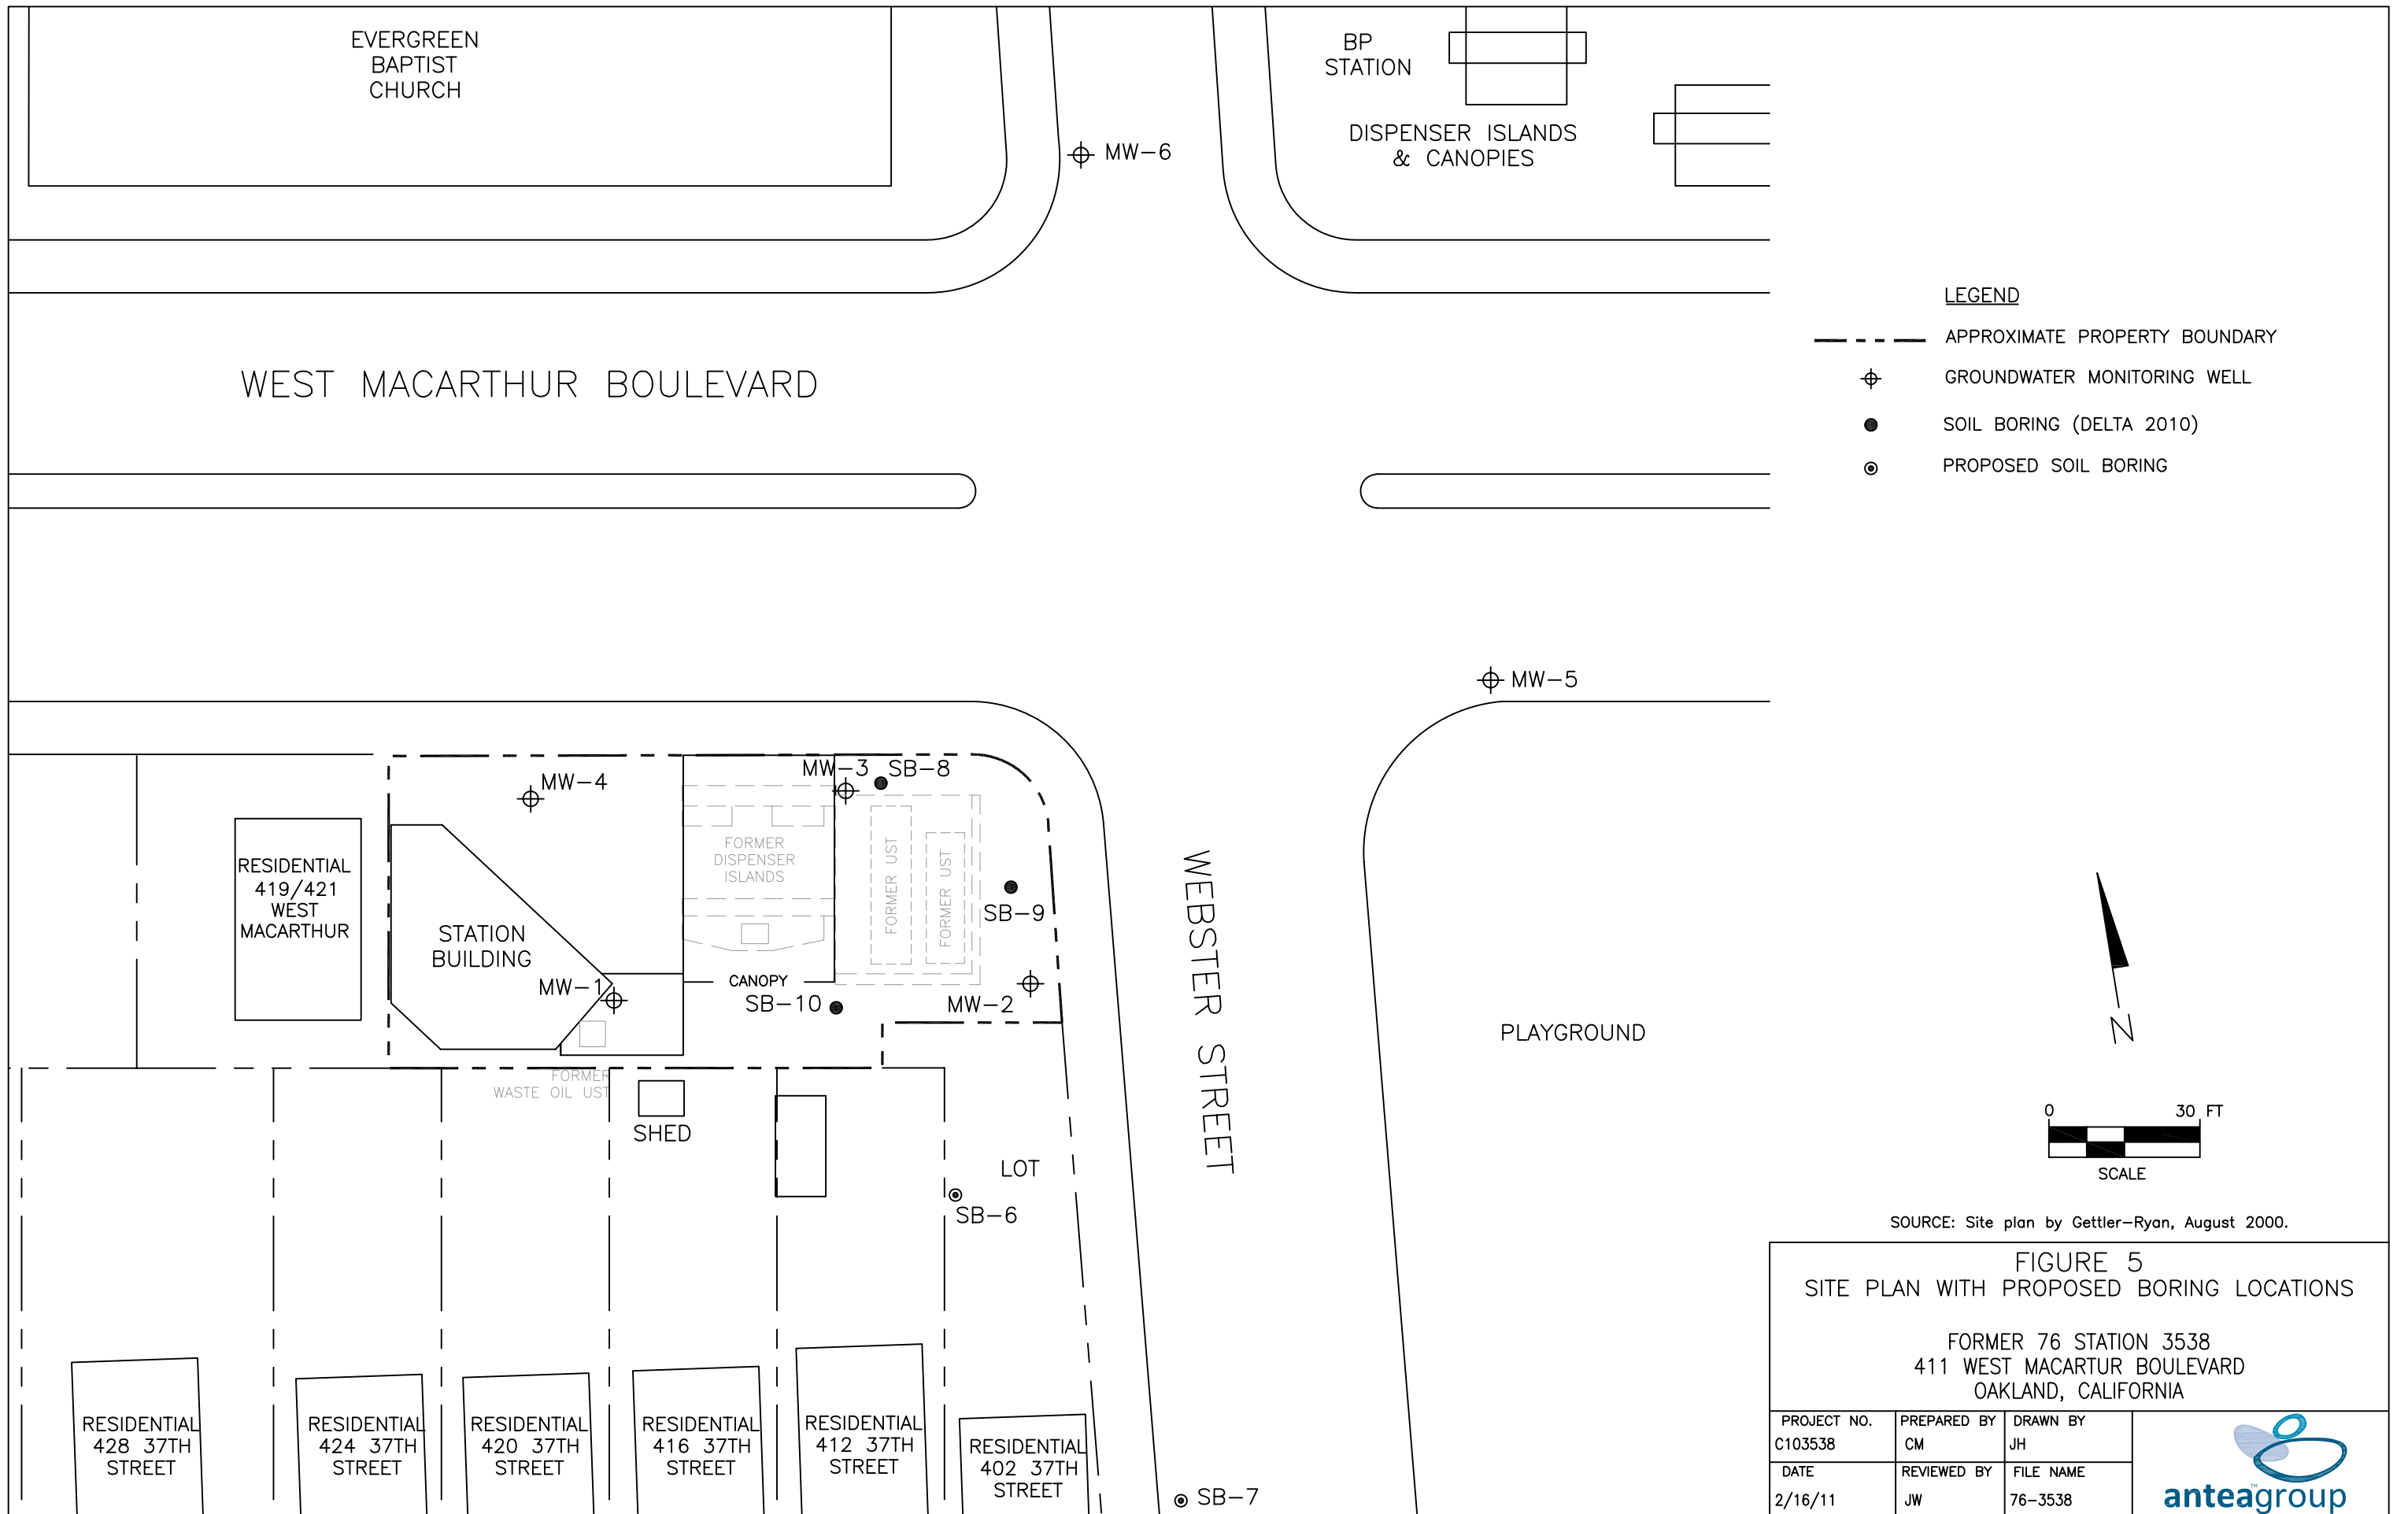 EVERGREEN
BAPTIST
CHURCH
BP
STATION
DISPENSER ISLANDS
& CANOPIES
MW-6
LEGEND
APPROXIMATE PROPERTY BOUNDARY
GROUNDWATER MONITORING WELL
SOIL BORING (DELTA 2010)
PROPOSED SOIL BORING
WEST MACARTHUR BOULEVARD
MW-5
MW-4
MW-3
SB-8
RESIDENTIAL
419/421
WEST
MACARTHUR
STATION
BUILDING
FORMER
DISPENSER
ISLANDS
FORMER UST
FORMER UST
SB-9
MW-1
CANOPY
SB-10
MW-2
WEBSTER STREET
PLAYGROUND
N
FORMER
WASTE OIL UST
SHED
LOT
SB-6
0 30 FT
SCALE
SOURCE: Site plan by Gettler-Ryan, August 2000.
RESIDENTIAL
428 37TH
STREET
RESIDENTIAL
424 37TH
STREET
RESIDENTIAL
420 37TH
STREET
RESIDENTIAL
416 37TH
STREET
RESIDENTIAL
412 37TH
STREET
RESIDENTIAL
402 37TH
STREET
SB-7
FIGURE 5
SITE PLAN WITH PROPOSED BORING LOCATIONS
FORMER 76 STATION 3538
411 WEST MACARTUR BOULEVARD
OAKLAND, CALIFORNIA
PROJECT NO. PREPARED BY DRAWN BY
C103538 CM JH
DATE REVIEWED BY FILE NAME
2/16/11 JW 76-3538
anteagroup™